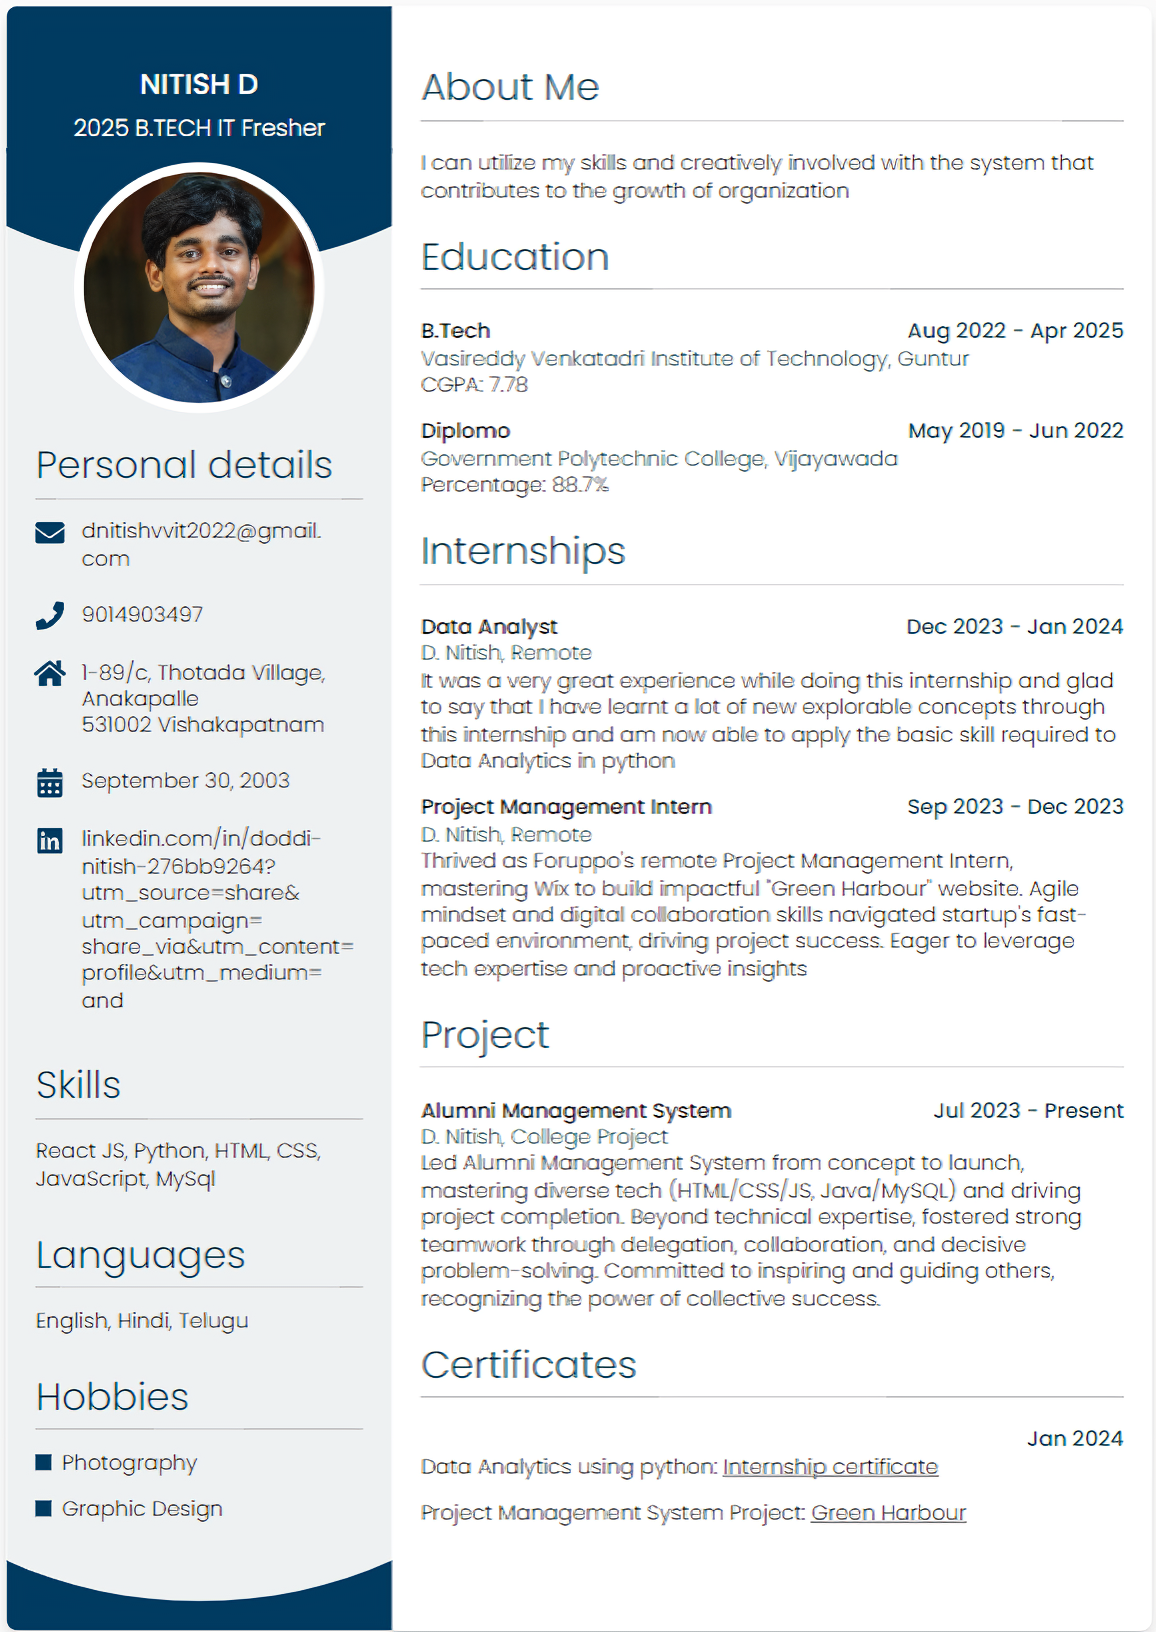 NITISH D
2025 B.TECH IT Fresher
Personal details
dnitishvvit2022@gmail.
com
9014903497
1-89/c, Thotada Village,
Anakapalle
531002 Vishakapatnam
September 30, 2003
linkedin.com/in/doddi-
nitish-276bb9264?
utm_source=share&
utm_campaign=
share_via&utm_content=
profile&utm_medium=
and
Skills
React JS, Python, HTML, CSS,
JavaScript, MySql
Languages
English, Hindi, Telugu
Hobbies
Photography
Graphic Design
About Me
I can utilize my skills and creatively involved with the system that
contributes to the growth of organization
Education
B.Tech Aug 2022 - Apr 2025
Vasireddy Venkatadri Institute of Technology, Guntur
CGPA: 7.78
Diplomo May 2019 - Jun 2022
Government Polytechnic College, Vijayawada
Percentage: 88.7%
Internships
Data Analyst Dec 2023 - Jan 2024
D. Nitish, Remote
It was a very great experience while doing this internship and glad
to say that I have learnt a lot of new explorable concepts through
this internship and am now able to apply the basic skill required to
Data Analytics in python
Project Management Intern Sep 2023 - Dec 2023
D. Nitish, Remote
Thrived as Foruppo's remote Project Management Intern,
mastering Wix to build impactful "Green Harbour" website. Agile
mindset and digital collaboration skills navigated startup's fast-
paced environment, driving project success. Eager to leverage
tech expertise and proactive insights
Project
Alumni Management System Jul 2023 - Present
D. Nitish, College Project
Led Alumni Management System from concept to launch,
mastering diverse tech (HTML/CSS/JS, Java/MySQL) and driving
project completion. Beyond technical expertise, fostered strong
teamwork through delegation, collaboration, and decisive
problem-solving. Committed to inspiring and guiding others,
recognizing the power of collective success.
Certificates
Jan 2024
Data Analytics using python: Internship certificate
Project Management System Project: Green Harbour